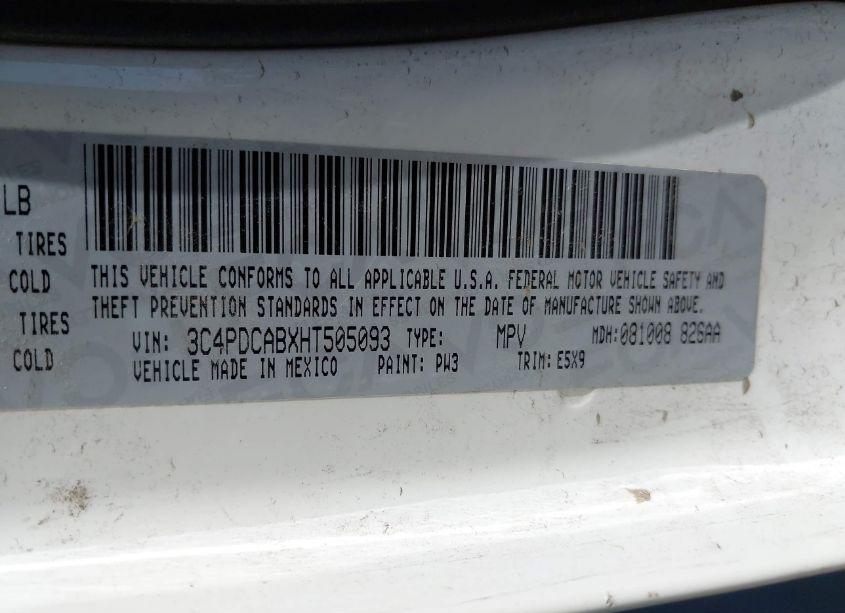 LB
TIRES
COLD
TIRES
COLD
THIS VEHICLE CONFORMS TO ALL APPLICABLE U.S.A. FEDERAL MOTOR VEHICLE SAFETY AND
THEFT PREVENTION STANDARDS IN EFFECT ON THE DATE OF MANUFACTURE SHOWN ABOVE.
VIN: 3C4PDCABXHT505093 TYPE: MPV MDH: 081008 826AA
VEHICLE MADE IN MEXICO PAINT: PW3 TRIM: E5X9